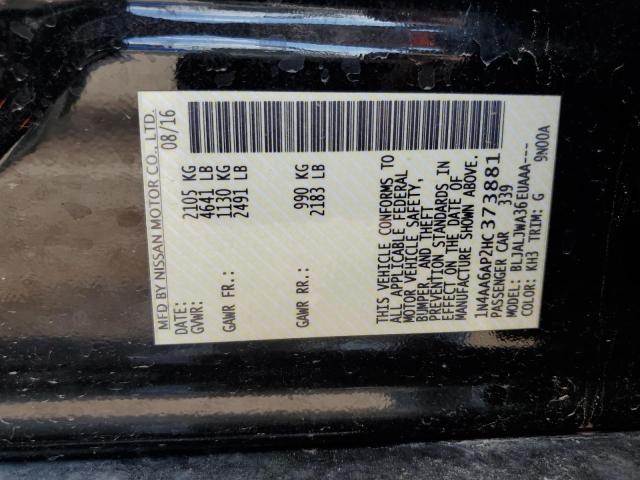 MFD BY NISSAN MOTOR CO., LTD.
DATE: 08/16
GVWR: 2105 KG
4641 LB
GAWR FR.: 1130 KG
2491 LB
GAWR RR.: 990 KG
2183 LB
THIS VEHICLE CONFORMS TO
ALL APPLICABLE FEDERAL
MOTOR VEHICLE SAFETY,
BUMPER, AND THEFT
PREVENTION STANDARDS IN
EFFECT ON THE DATE OF
MANUFACTURE SHOWN ABOVE.
1N4AA6AP2HC373881
PASSENGER CAR 339
MODEL: BLJALJWA36EUAAA---
COLOR: KH3 TRIM: G 9N00A